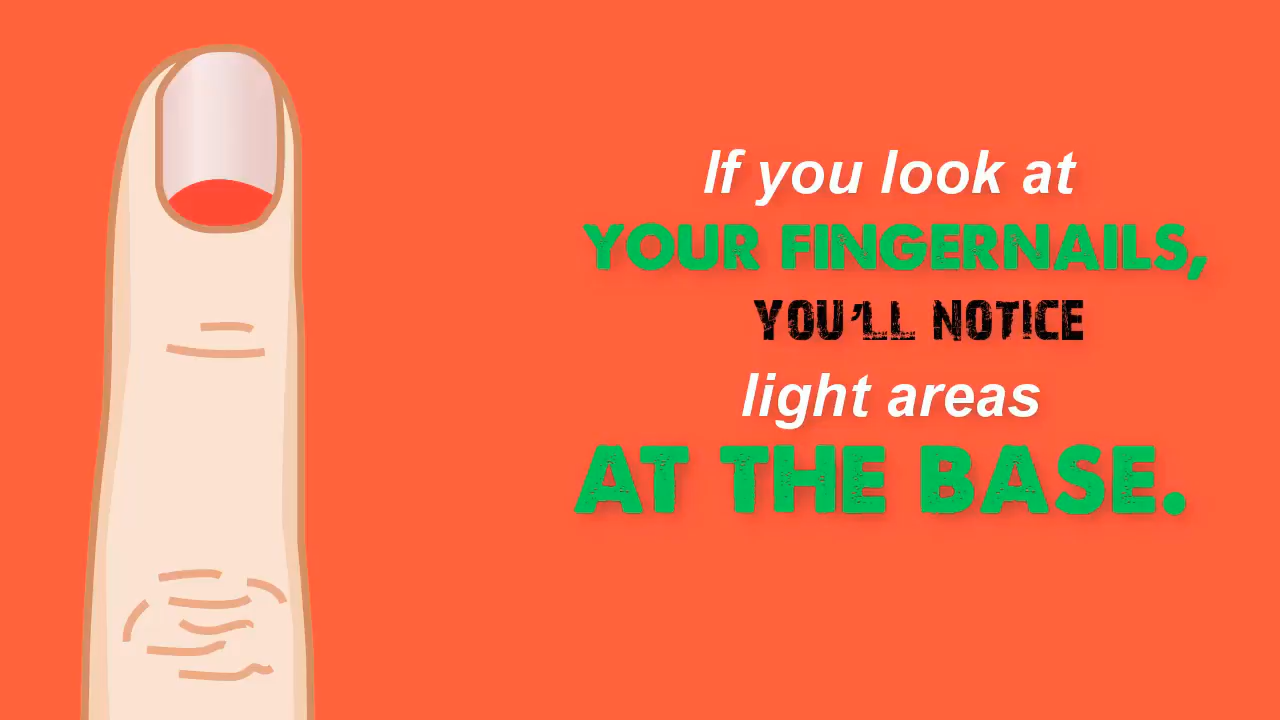 If you look at
YOUR FINGERNAILS,
YOU'LL NOTICE
light areas
AT THE BASE.